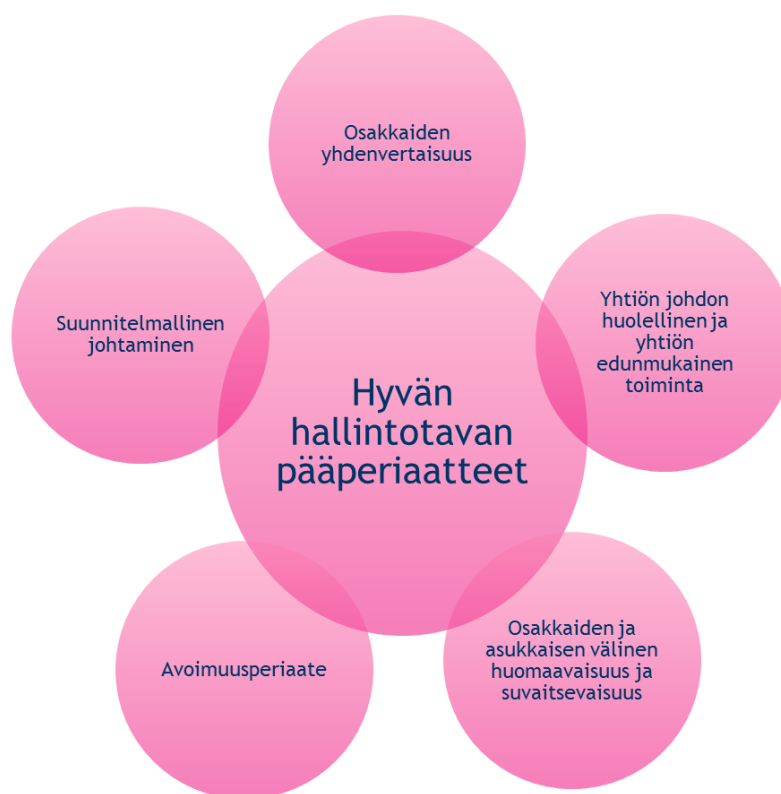 Osakkaiden
yhdenvertaisuus
Suunnitelmallinen
johtaminen
Yhtiön johdon
huolellinen ja
yhtiön
edunmukainen
toiminta
Hyvän
hallintotavan
pääperiaatteet
Avoimuusperiaate
Osakkaiden ja
asukkaisen välinen
huomaavaisuus ja
suvaitsevaisuus